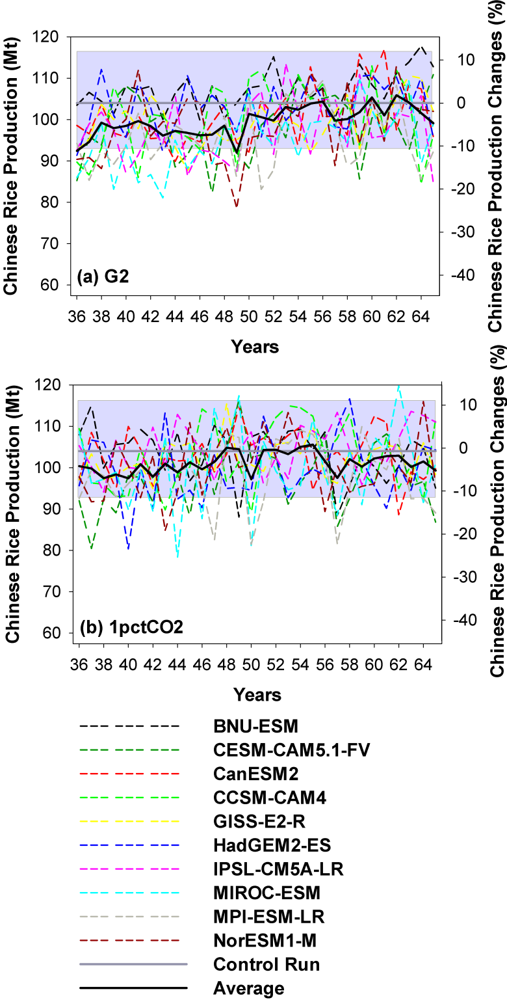 Chinese Rice Production (Mt)
120
110
100
90
80
70
60
(a) G2
36 38 40 42 44 46 48 50 52 54 56 58 60 62 64
Years
10
0
-10
-20
-30
-40
Chinese Rice Production Changes (%)
Chinese Rice Production (Mt)
120
110
100
90
80
70
60
(b) 1pctCO2
36 38 40 42 44 46 48 50 52 54 56 58 60 62 64
Years
10
0
-10
-20
-30
-40
Chinese Rice Production Changes (%)
BNU-ESM
CESM-CAM5.1-FV
CanESM2
CCSM-CAM4
GISS-E2-R
HadGEM2-ES
IPSL-CM5A-LR
MIROC-ESM
MPI-ESM-LR
NorESM1-M
Control Run
Average